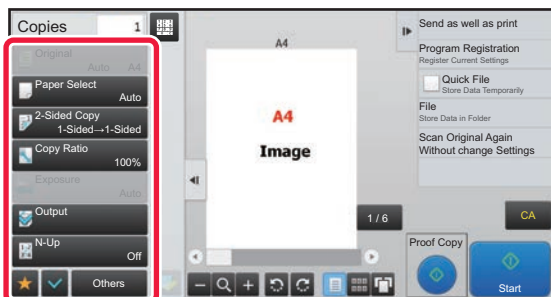 Copies 1
Original
Auto A4
Paper Select
Auto
2-Sided Copy
1-Sided→1-Sided
Copy Ratio
100%
Exposure
Auto
Output
N-Up
Off
Others
A4
A4
Image
1 / 6
Send as well as print
Program Registration
Register Current Settings
Quick File
Store Data Temporarily
File
Store Data in Folder
Scan Original Again
Without change Settings
CA
Proof Copy
Start